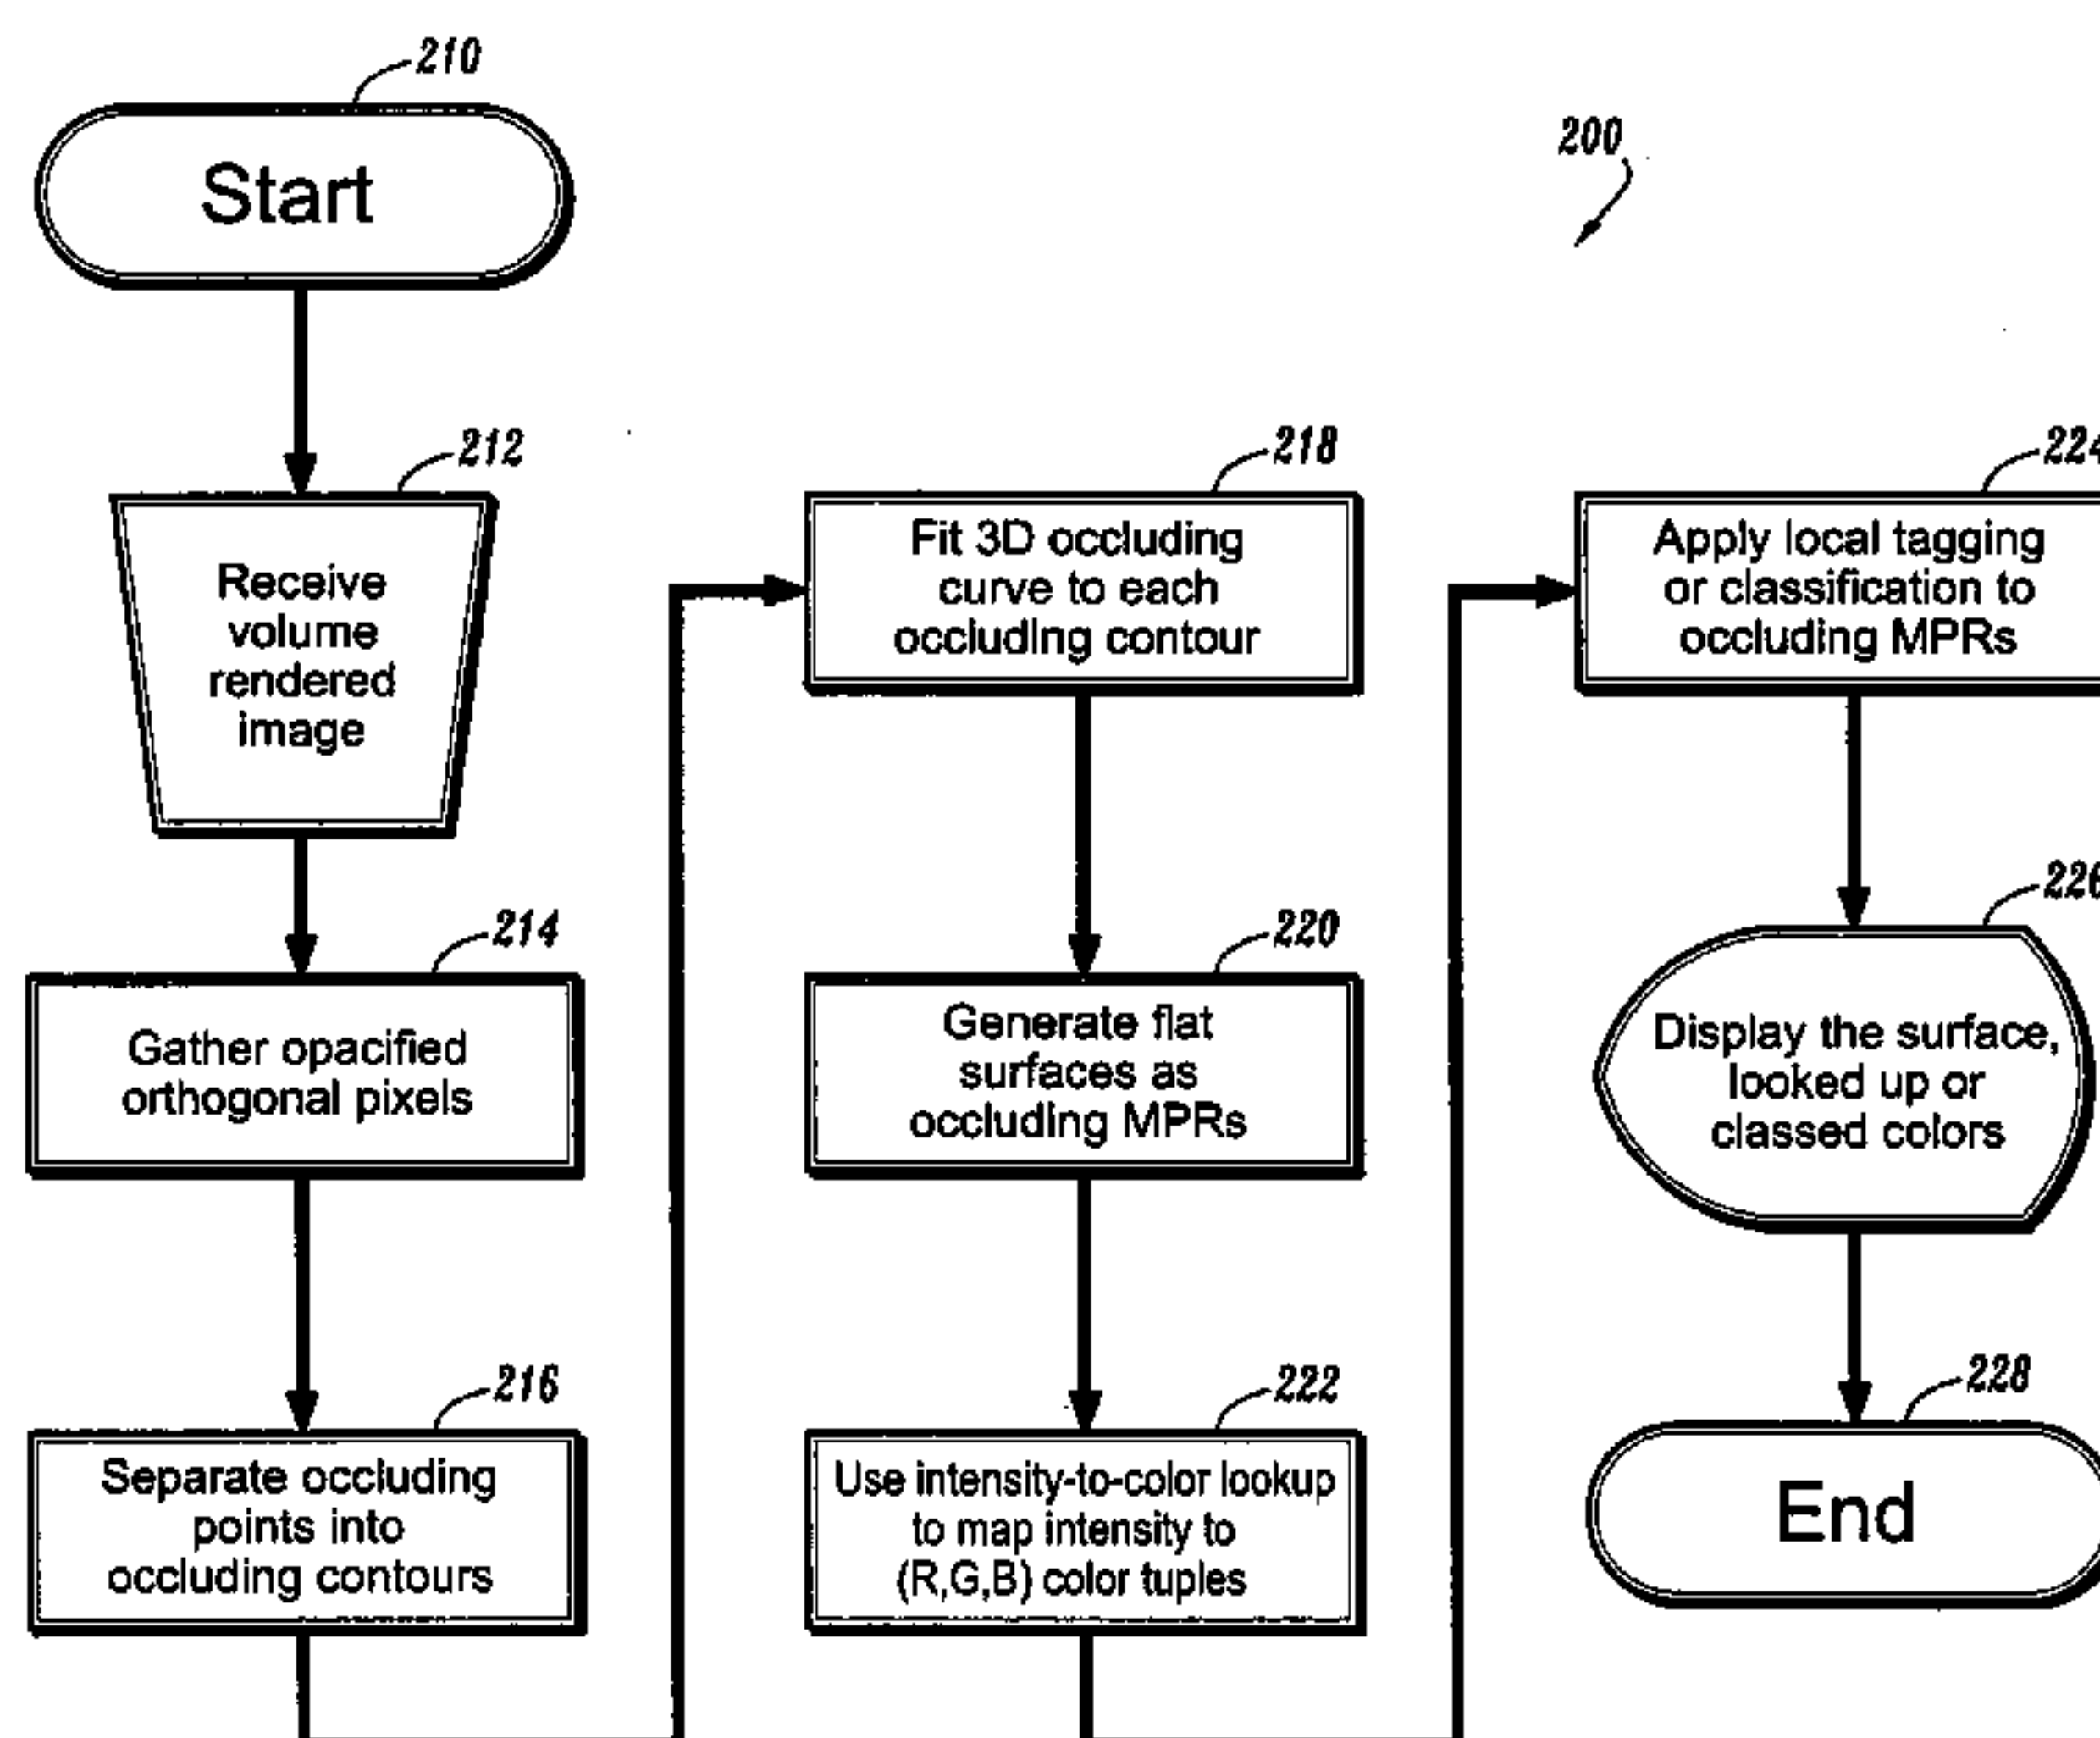 210
Start
200
212
Receive
volume
rendered
image
214
Gather opacified
orthogonal pixels
216
Separate occluding
points into
occluding contours
218
Fit 3D occluding
curve to each
occluding contour
220
Generate flat
surfaces as
occluding MPRs
222
Use intensity-to-color lookup
to map intensity to
(R,G,B) color tuples
224
Apply local tagging
or classification to
occluding MPRs
226
Display the surface,
looked up or
classed colors
228
End